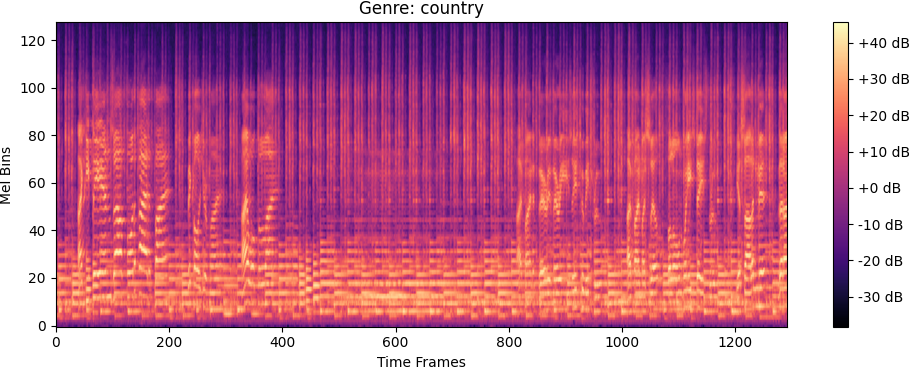 Genre: country
120
100
80
60
40
20
0
Mel Bins
0 200 400 600 800 1000 1200
Time Frames
+40 dB
+30 dB
+20 dB
+10 dB
+0 dB
-10 dB
-20 dB
-30 dB